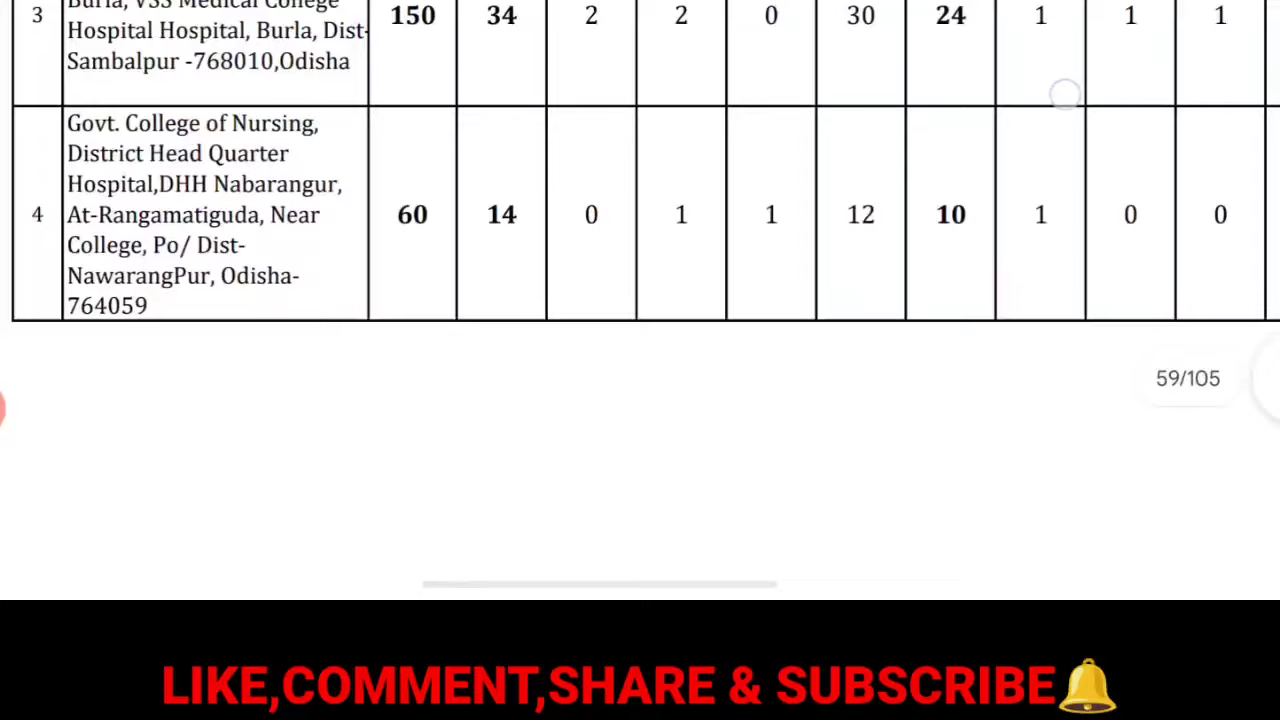 3
Burla, VSS Medical College
Hospital Hospital, Burla, Dist-
Sambalpur -768010,Odisha
150 34 2 2 0 30 24 1 1 1
4
Govt. College of Nursing,
District Head Quarter
Hospital,DHH Nabarangur,
At-Rangamatiguda, Near
College, Po/ Dist-
NawarangPur, Odisha-
764059
60 14 0 1 1 12 10 1 0 0
59/105
LIKE,COMMENT,SHARE & SUBSCRIBE🔔